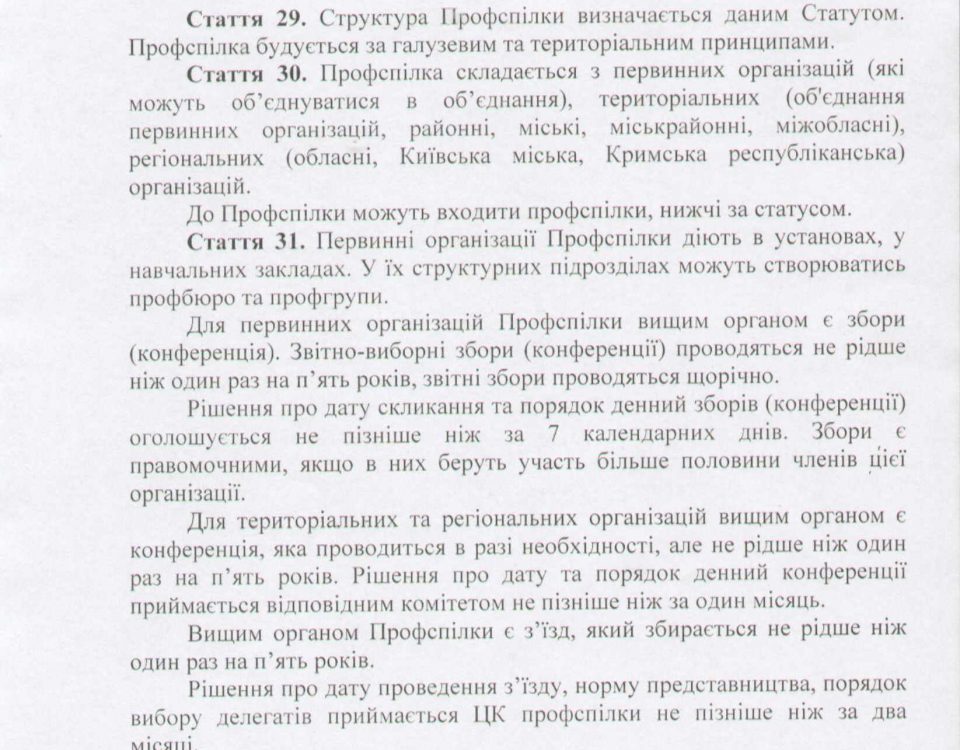 Стаття 29. Структура Профспілки визначається даним Статутом.
Профспілка будується за галузевим та територіальним принципами.
Стаття 30. Профспілка складається з первинних організацій (які
можуть об’єднуватися в об’єднання), територіальних (об'єднання
первинних організацій, районні, міські, міськрайонні, міжобласні),
регіональних (обласні, Київська міська, Кримська республіканська)
організацій.
До Профспілки можуть входити профспілки, нижчі за статусом.
Стаття 31. Первинні організації Профспілки діють в установах, у
навчальних закладах. У їх структурних підрозділах можуть створюватись
профбюро та профгрупи.
Для первинних організацій Профспілки вищим органом є збори
(конференція). Звітно-виборні збори (конференції) проводяться не рідше
ніж один раз на п’ять років, звітні збори проводяться щорічно.
Рішення про дату скликання та порядок денний зборів (конференції)
оголошується не пізніше ніж за 7 календарних днів. Збори є
правомочними, якщо в них беруть участь більше половини членів цієї
організації.
Для територіальних та регіональних організацій вищим органом є
конференція, яка проводиться в разі необхідності, але не рідше ніж один
раз на п’ять років. Рішення про дату та порядок денний конференції
приймається відповідним комітетом не пізніше ніж за один місяць.
Вищим органом Профспілки є з’їзд, який збирається не рідше ніж
один раз на п’ять років.
Рішення про дату проведення з’їзду, норму представництва, порядок
вибору делегатів приймається ЦК профспілки не пізніше ніж за два
місяці.